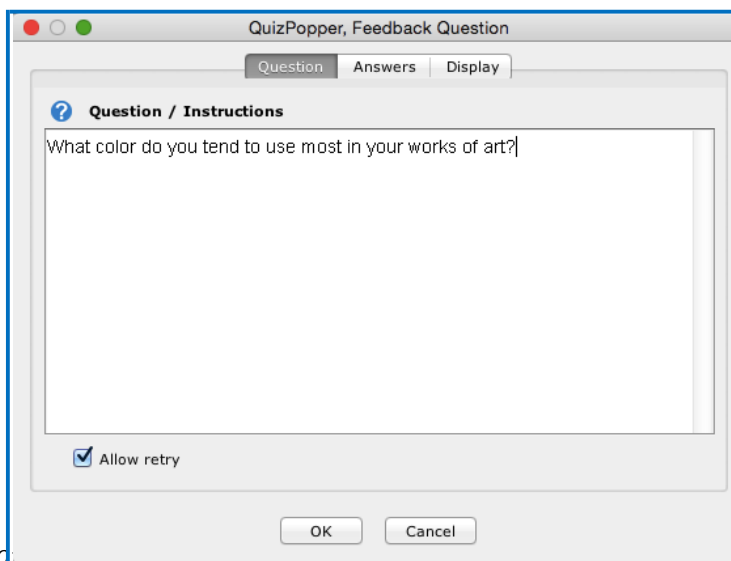 QuizPopper, Feedback Question
Question Answers Display
? Question / Instructions
What color do you tend to use most in your works of art?
Allow retry
OK Cancel